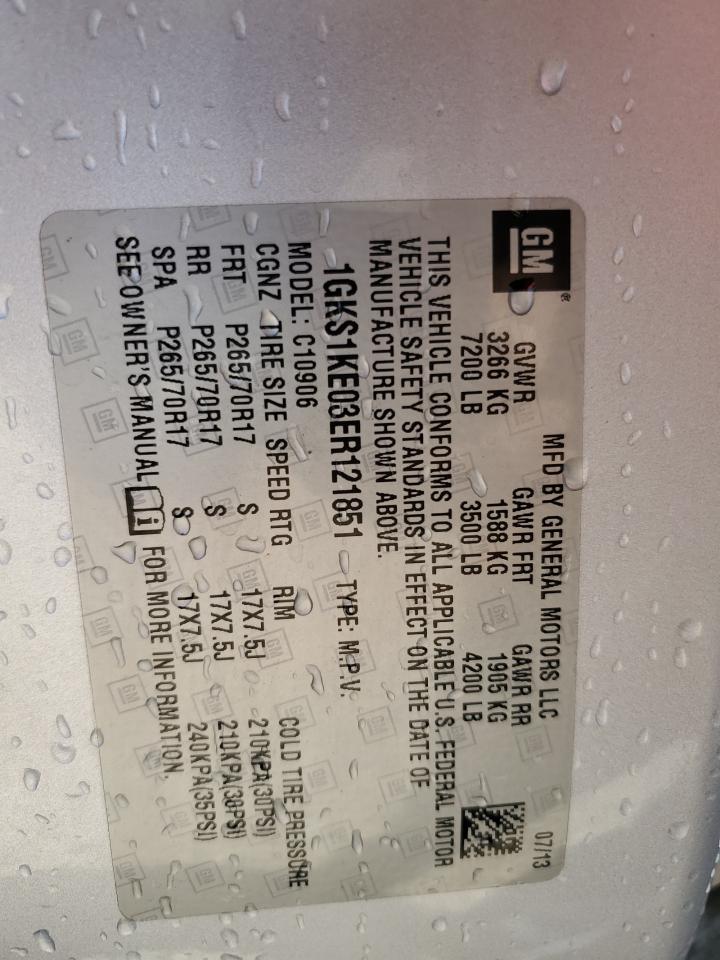 GM®
MFD BY GENERAL MOTORS LLC 07/13
GVWR GAWR FRT GAWR RR
3266 KG 1588 KG 1905 KG
7200 LB 3500 LB 4200 LB
THIS VEHICLE CONFORMS TO ALL APPLICABLE U.S. FEDERAL MOTOR
VEHICLE SAFETY STANDARDS IN EFFECT ON THE DATE OF
MANUFACTURE SHOWN ABOVE.
1GKS1KE03ER121851 TYPE: M.P.V.
MODEL: C10906
CGNZ TIRE SIZE SPEED RTG RIM COLD TIRE PRESSURE
FRT P265/70R17 S 17X7.5J 210KPA(30PSI)
RR P265/70R17 S 17X7.5J 210KPA(30PSI)
SPA P265/70R17 S 17X7.5J 240KPA(35PSI)
SEE OWNER'S MANUAL i FOR MORE INFORMATION.